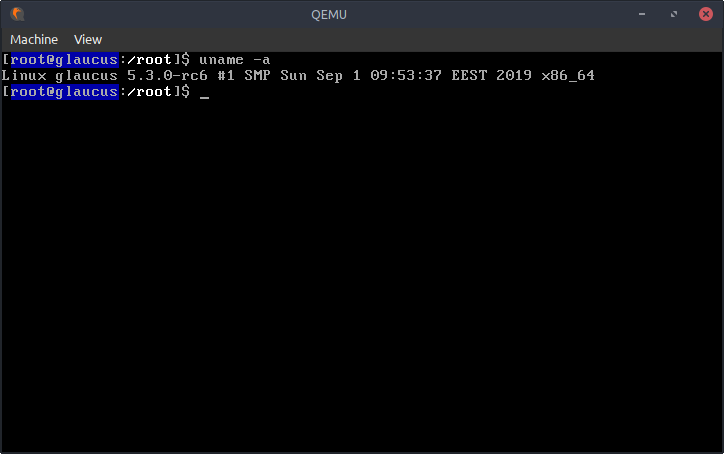 QEMU
Machine View
[root@glaucus:/root]$ uname -a
Linux glaucus 5.3.0-rc6 #1 SMP Sun Sep 1 09:53:37 EEST 2019 x86_64
[root@glaucus:/root]$ _